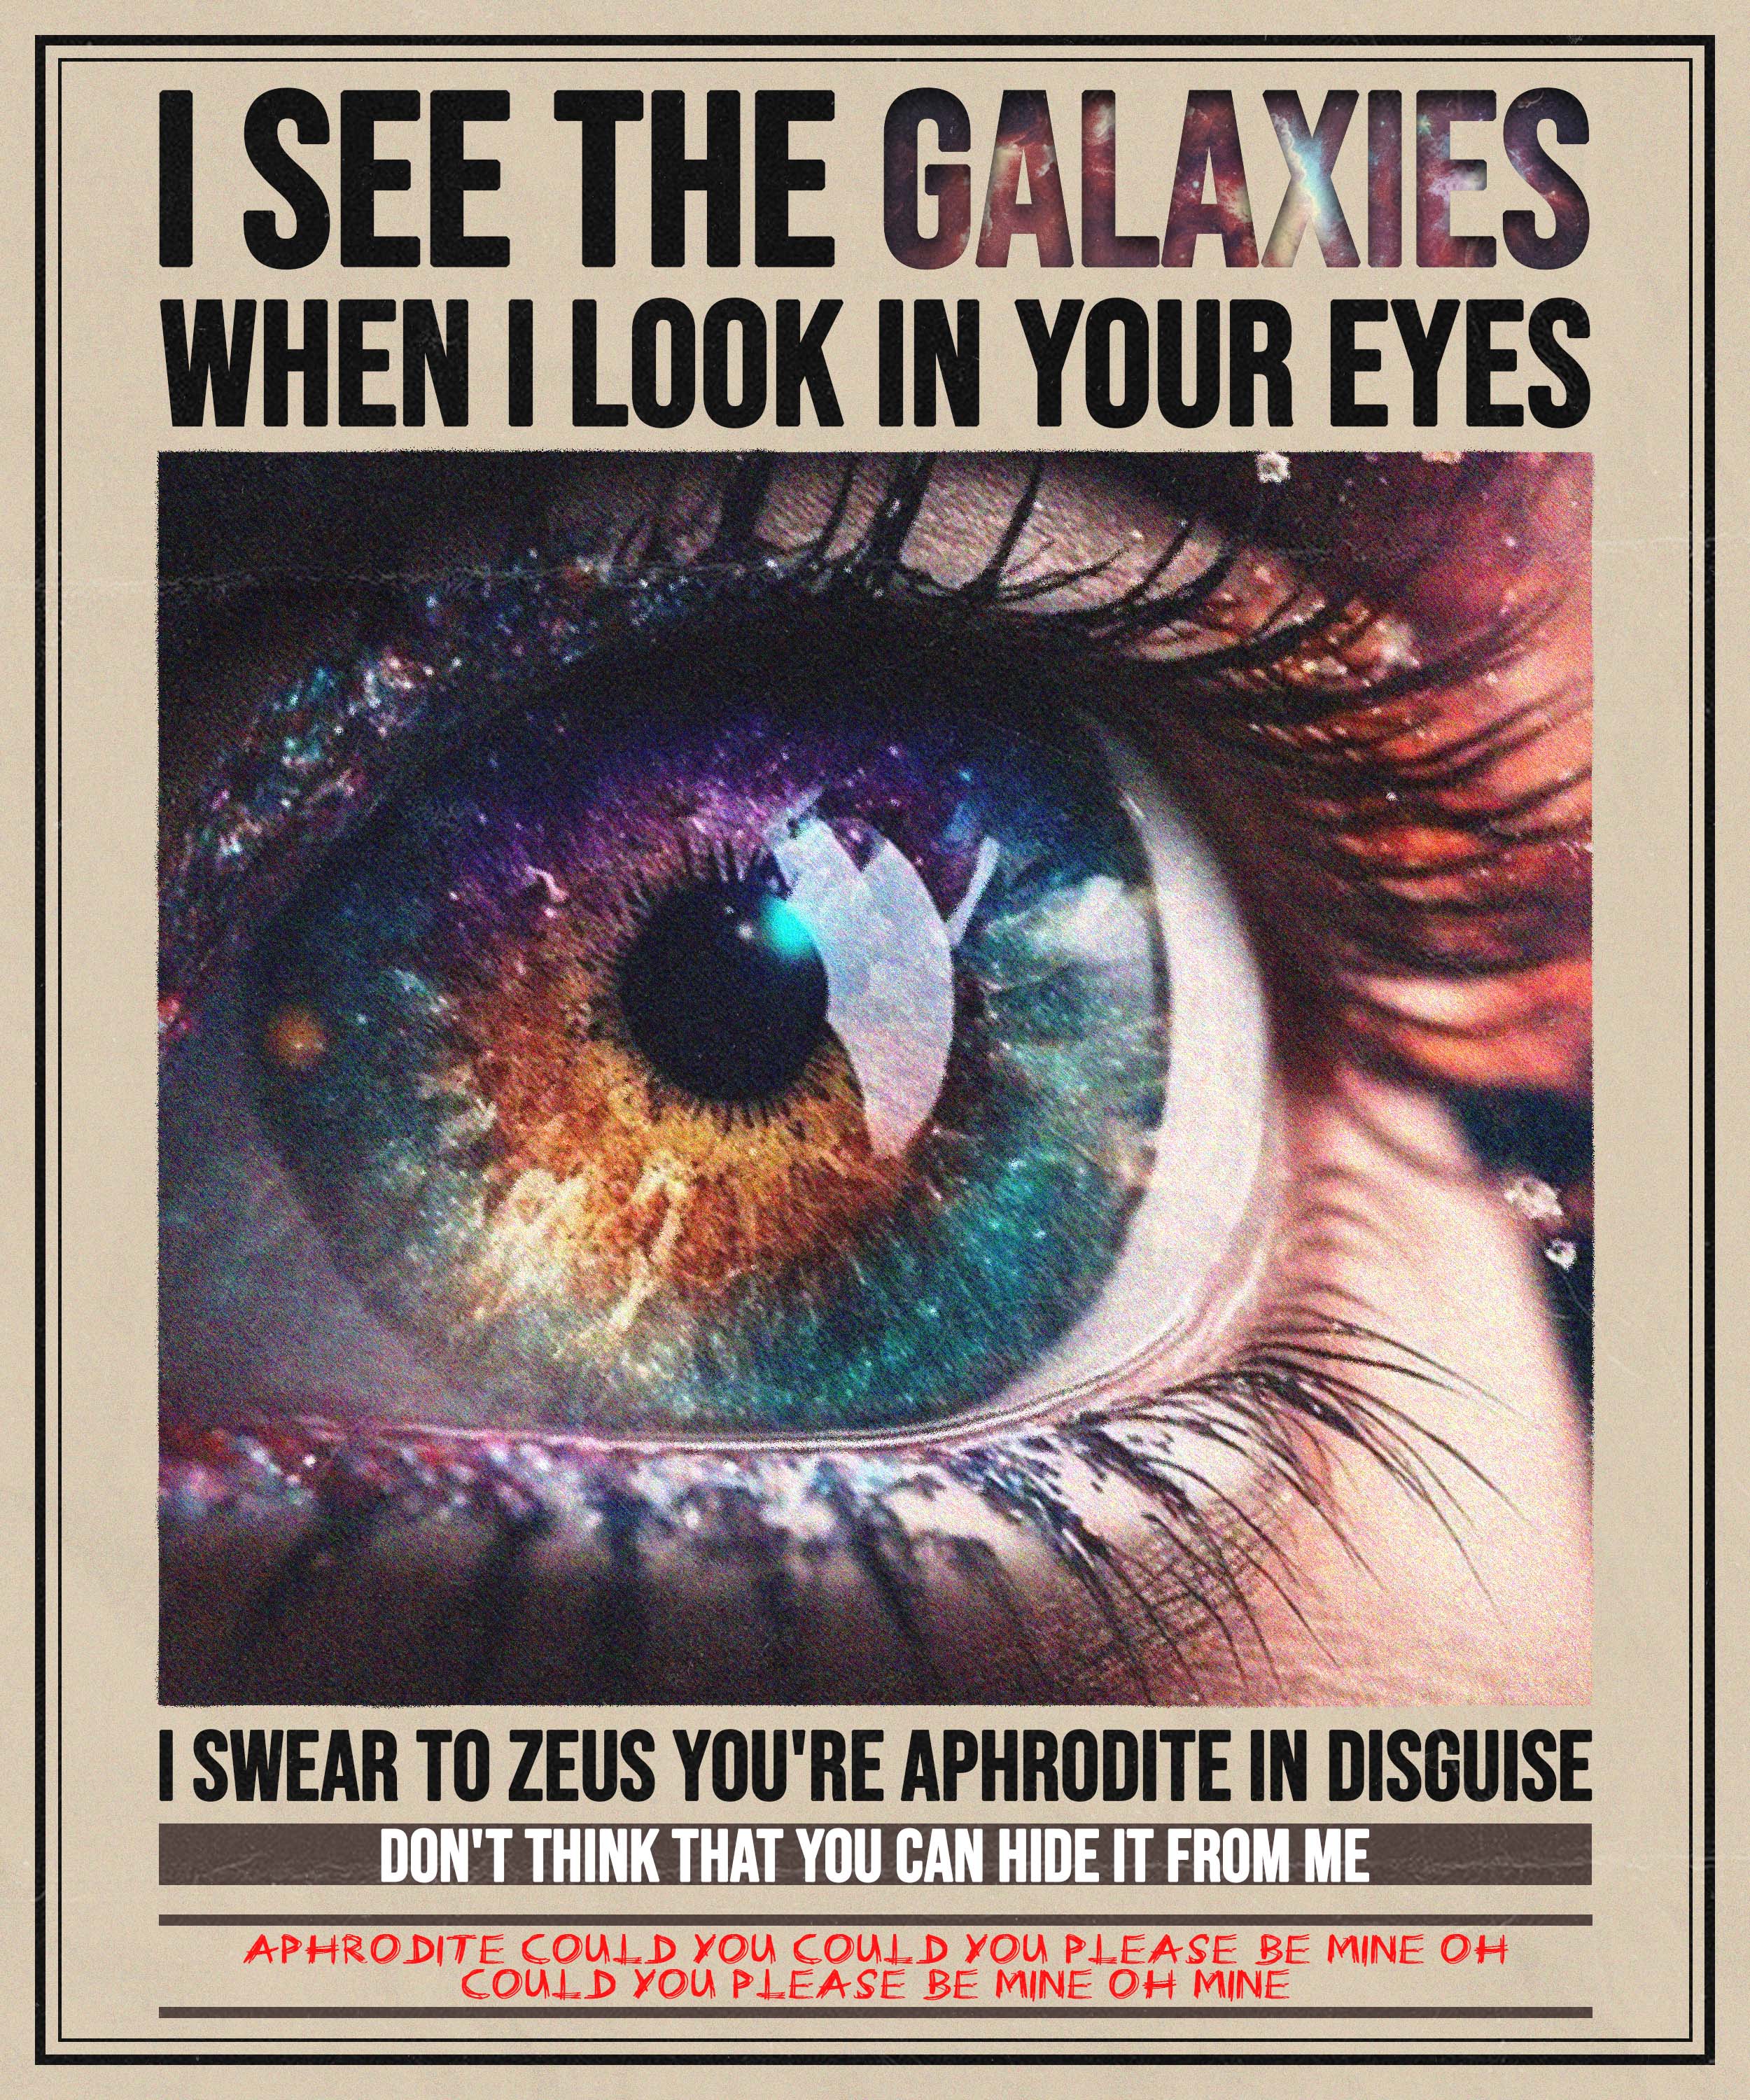 I SEE THE GALAXIES
WHEN I LOOK IN YOUR EYES
I SWEAR TO ZEUS YOU'RE APHRODITE IN DISGUISE
DON'T THINK THAT YOU CAN HIDE IT FROM ME
APHRODITE COULD YOU COULD YOU PLEASE BE MINE OH
COULD YOU PLEASE BE MINE OH MINE